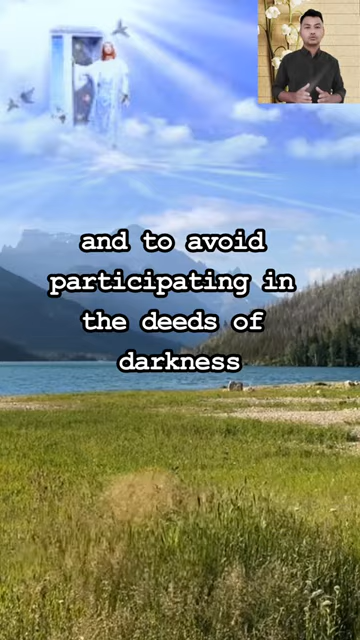 and to avoid
participating in
the deeds of
darkness